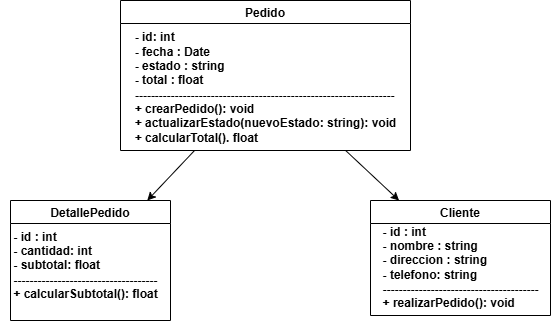 Pedido
- id: int
- fecha : Date
- estado : string
- total : float
+ crearPedido(): void
+ actualizarEstado(nuevoEstado: string): void
+ calcularTotal(). float
DetallePedido
- id : int
- cantidad: int
- subtotal: float
+ calcularSubtotal(): float
Cliente
- id : int
- nombre : string
- direccion : string
- telefono: string
+ realizarPedido(): void